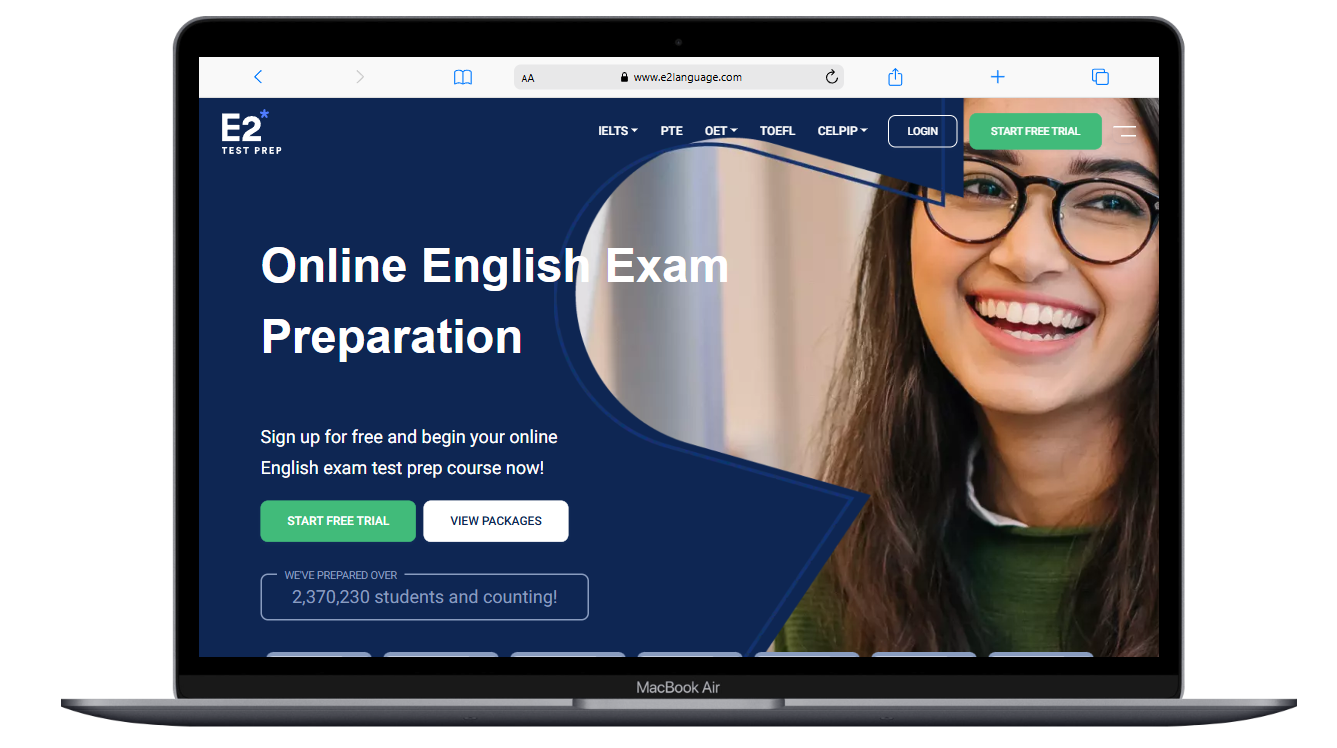 AA
www.e2language.com
E2*
TEST PREP
IELTS
PTE
OET
TOEFL
CELPIP
LOGIN
START FREE TRIAL
Online English Exam
Preparation
Sign up for free and begin your online
English exam test prep course now!
START FREE TRIAL
VIEW PACKAGES
WE'VE PREPARED OVER
2,370,230 students and counting!
MacBook Air